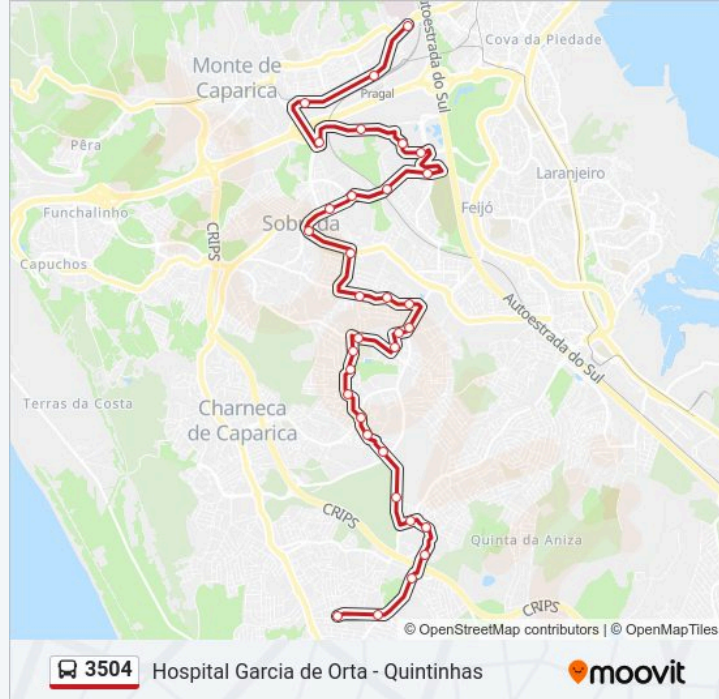 utoestrada do Sul
Cova da Piedade
Monte de
Caparica
Pragal
Pêra
Laranjeiro
Funchalinho
Feijó
CRIPS
Sobreda
Capuchos
Autoestrada do Sul
Terras da Costa
Charneca
de Caparica
CRIPS
Quinta da Aniza
CRIPS
© OpenStreetMap contributors | © OpenMapTiles
3504 Hospital Garcia de Orta - Quintinhas
moovit